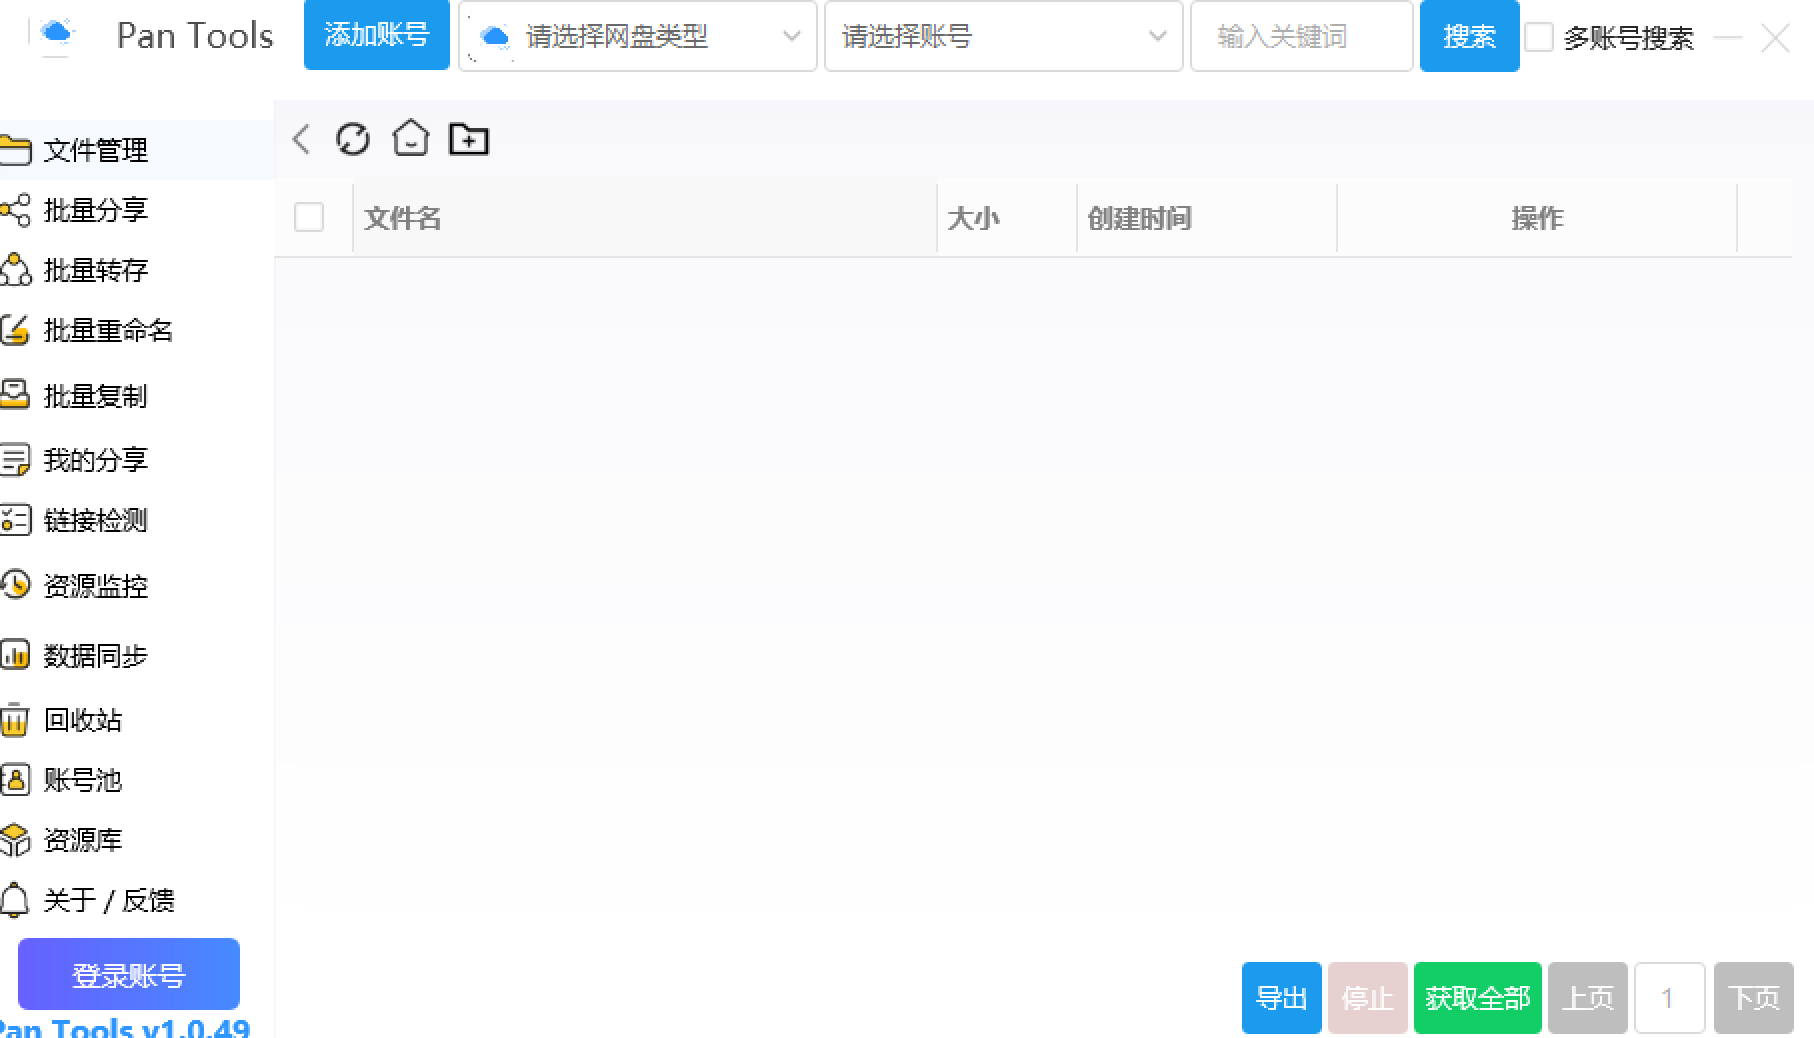 Pan Tools
添加账号
请选择网盘类型
请选择账号
输入关键词
搜索
多账号搜索
文件管理
批量分享
批量转存
批量重命名
批量复制
我的分享
链接检测
资源监控
数据同步
回收站
账号池
资源库
关于 / 反馈
登录账号
Pan Tools v1.0.49
文件名
大小
创建时间
操作
导出
停止
获取全部
上页
1
下页